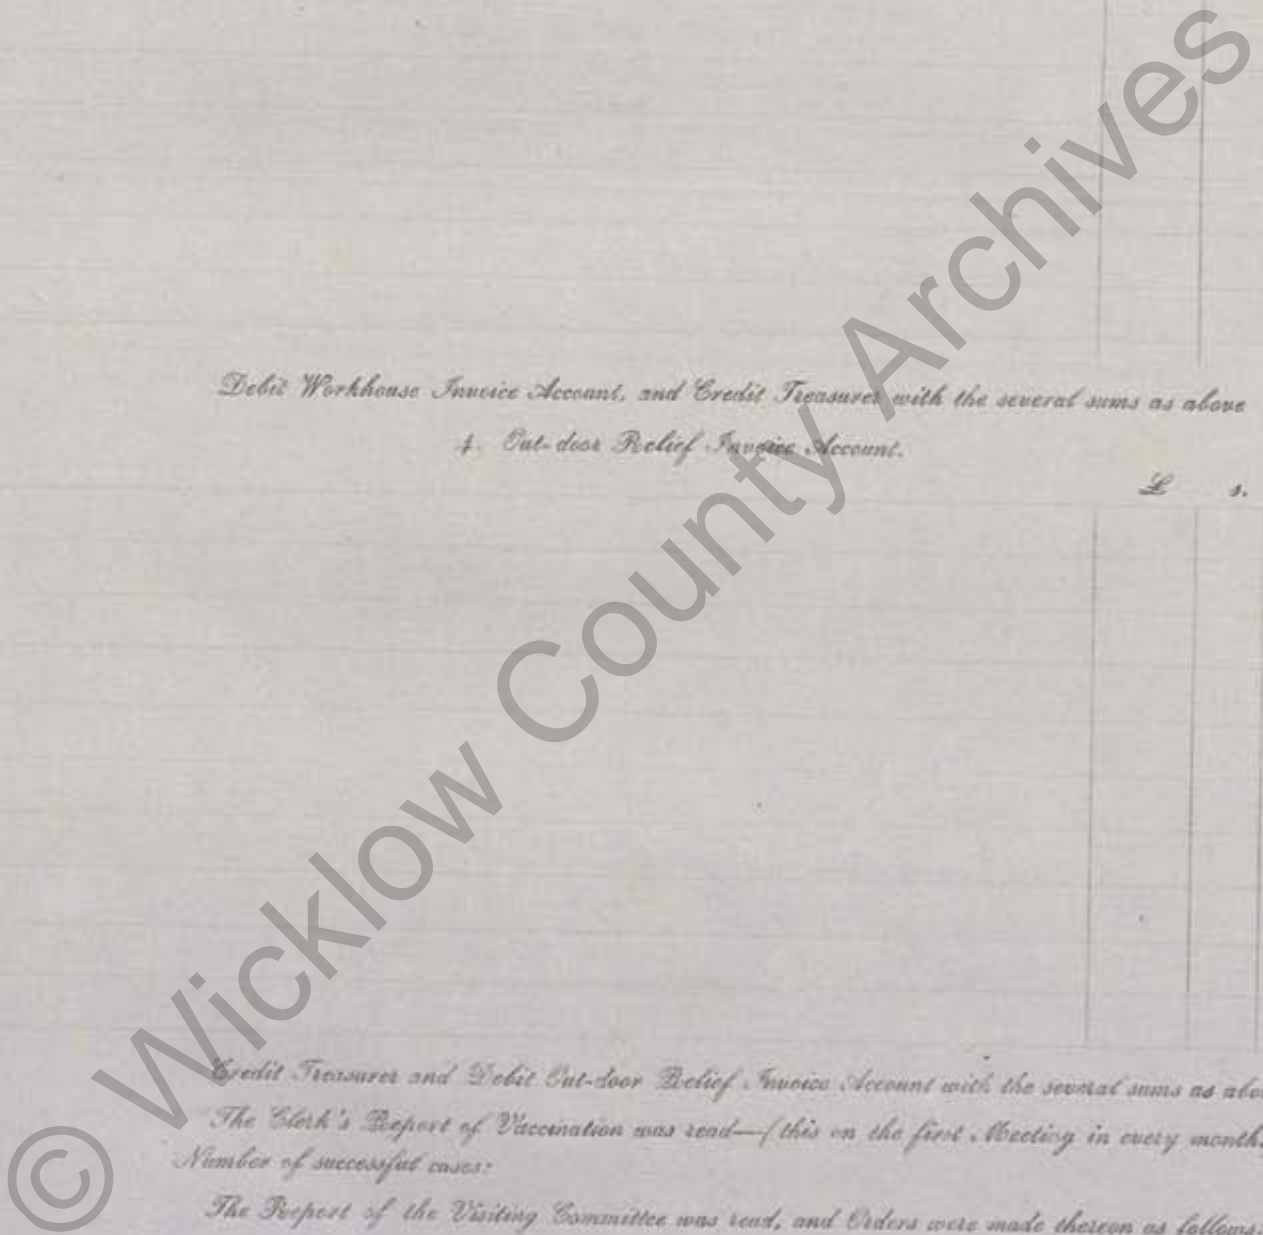 Debit Workhouse Invoice Account, and Credit Treasurer with the several sums as above
4. Out-door Relief Invoice Account.
£ s.
Credit Treasurer and Debit Out-door Relief Invoice Account with the several sums as abo
The Clerk's Report of Vaccination was read—(this on the first Meeting in every month.
Number of successful cases:
The Report of the Visiting Committee was read, and Orders were made thereon as follows:
© Wicklow County Archives